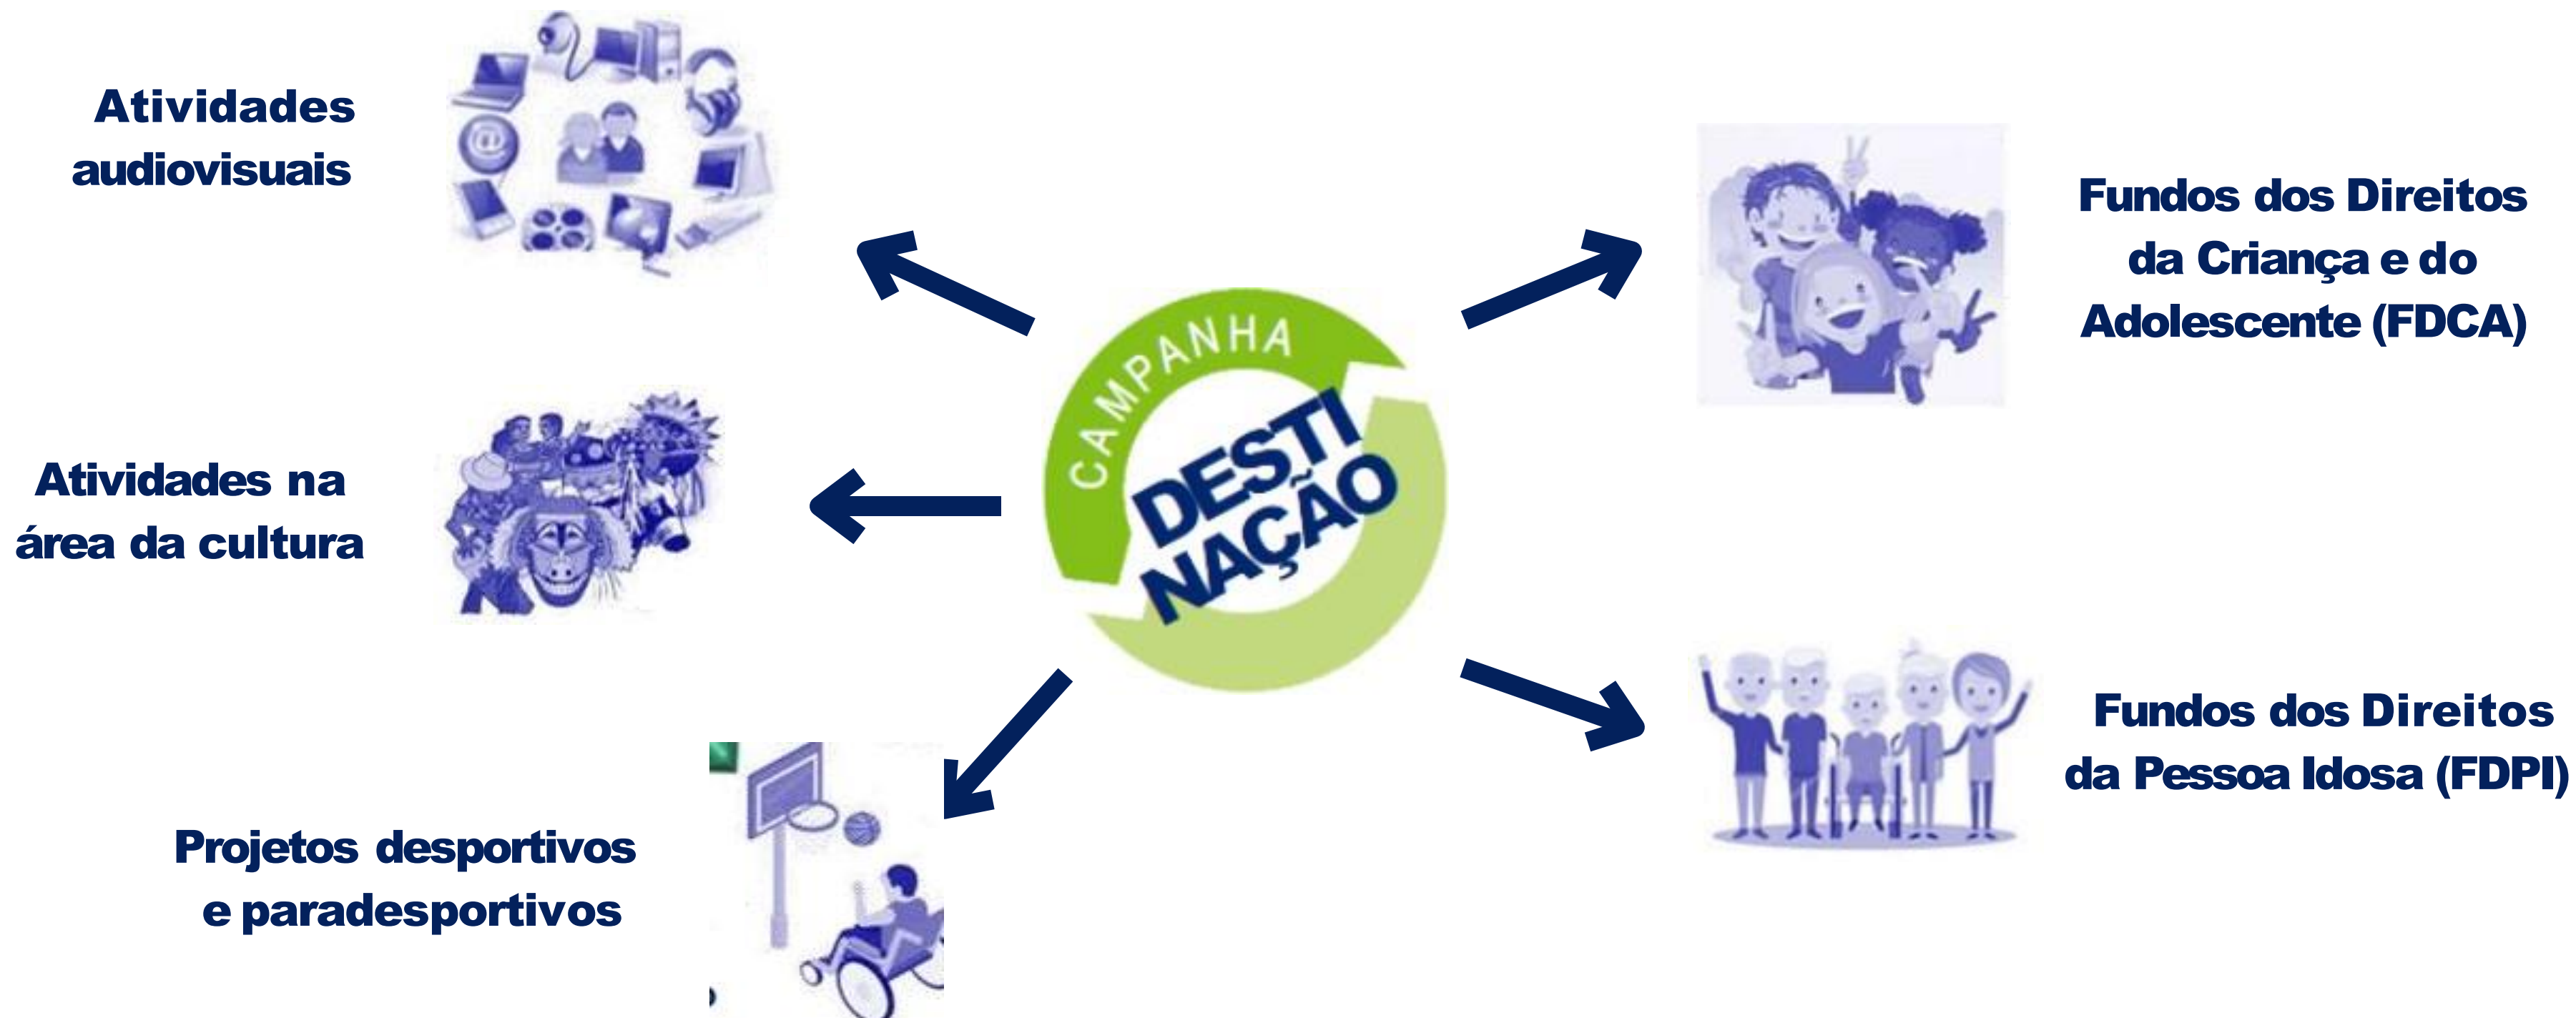 Atividades
audiovisuais
Atividades na
área da cultura
Projetos desportivos
e paradesportivos
CAMPANHA
DESTI
NAÇÃO
Fundos dos Direitos
da Criança e do
Adolescente (FDCA)
Fundos dos Direitos
da Pessoa Idosa (FDPI)
@